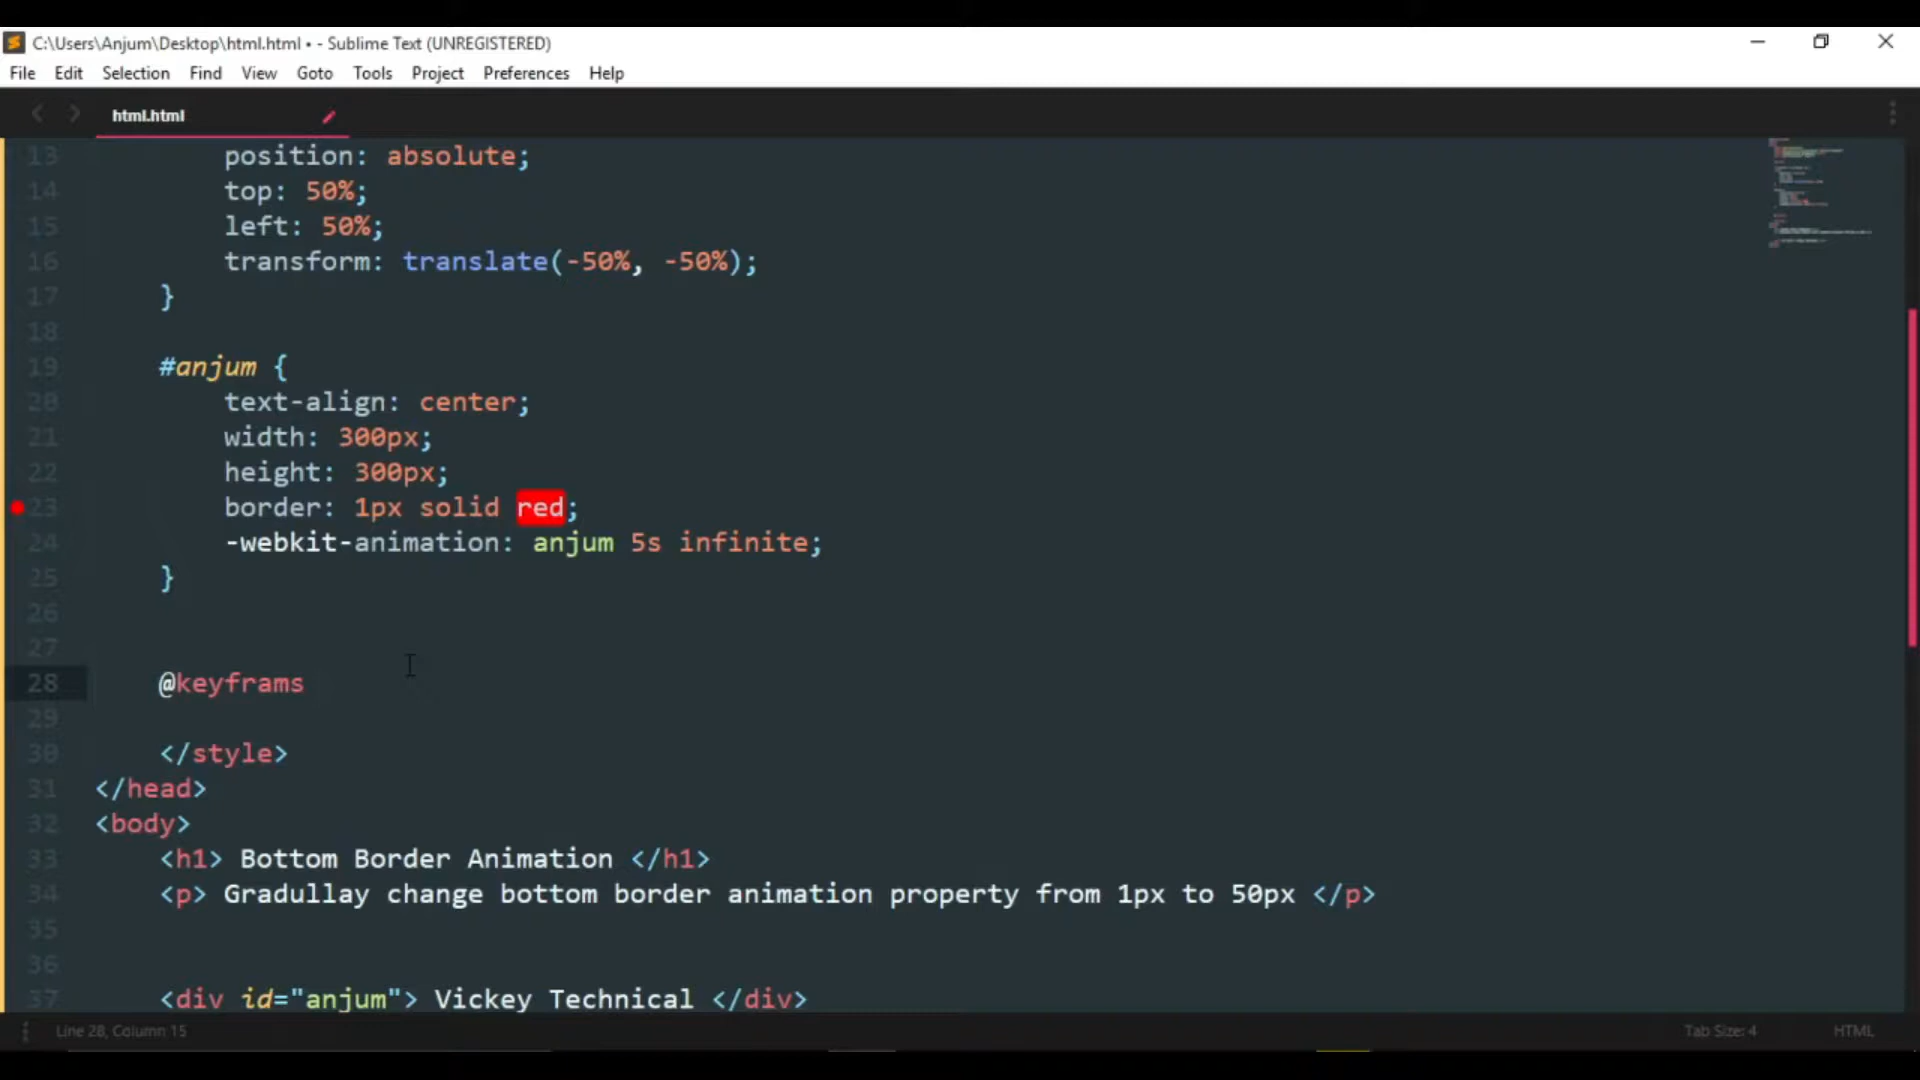 C:\Users\Anjum\Desktop\html.html • - Sublime Text (UNREGISTERED)
File Edit Selection Find View Goto Tools Project Preferences Help
html.html
13 position: absolute;
14 top: 50%;
15 left: 50%;
16 transform: translate(-50%, -50%);
17 }
18
19 #anjum {
20 text-align: center;
21 width: 300px;
22 height: 300px;
23 border: 1px solid red;
24 -webkit-animation: anjum 5s infinite;
25 }
26
27
28 @keyframs
29
30 </style>
31 </head>
32 <body>
33 <h1> Bottom Border Animation </h1>
34 <p> Gradullay change bottom border animation property from 1px to 50px </p>
35
36
37 <div id="anjum"> Vickey Technical </div>
Line 28, Column 15 Tab Size: 4 HTML